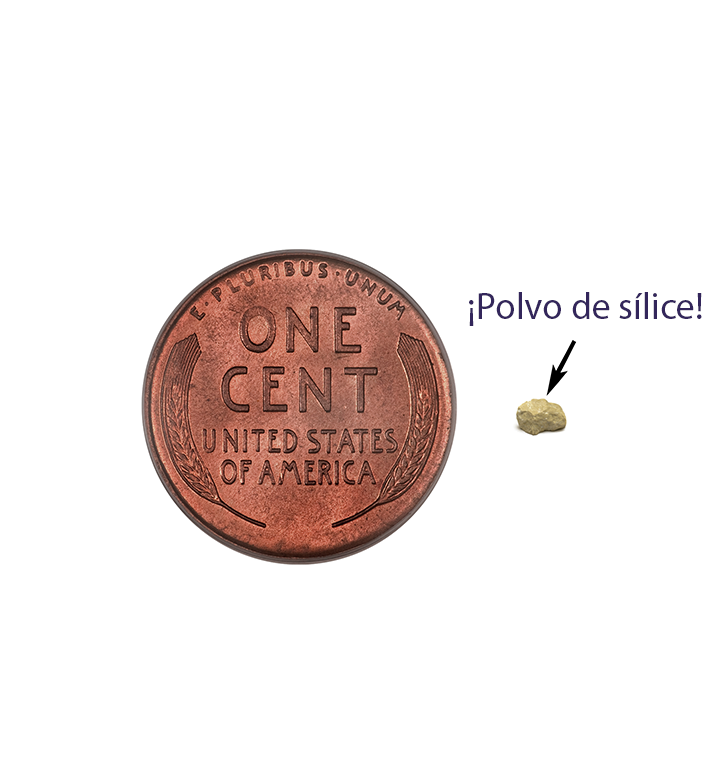 E·PLURIBUS·UNUM
ONE
CENT
UNITED STATES
OF AMERICA
¡Polvo de sílice!